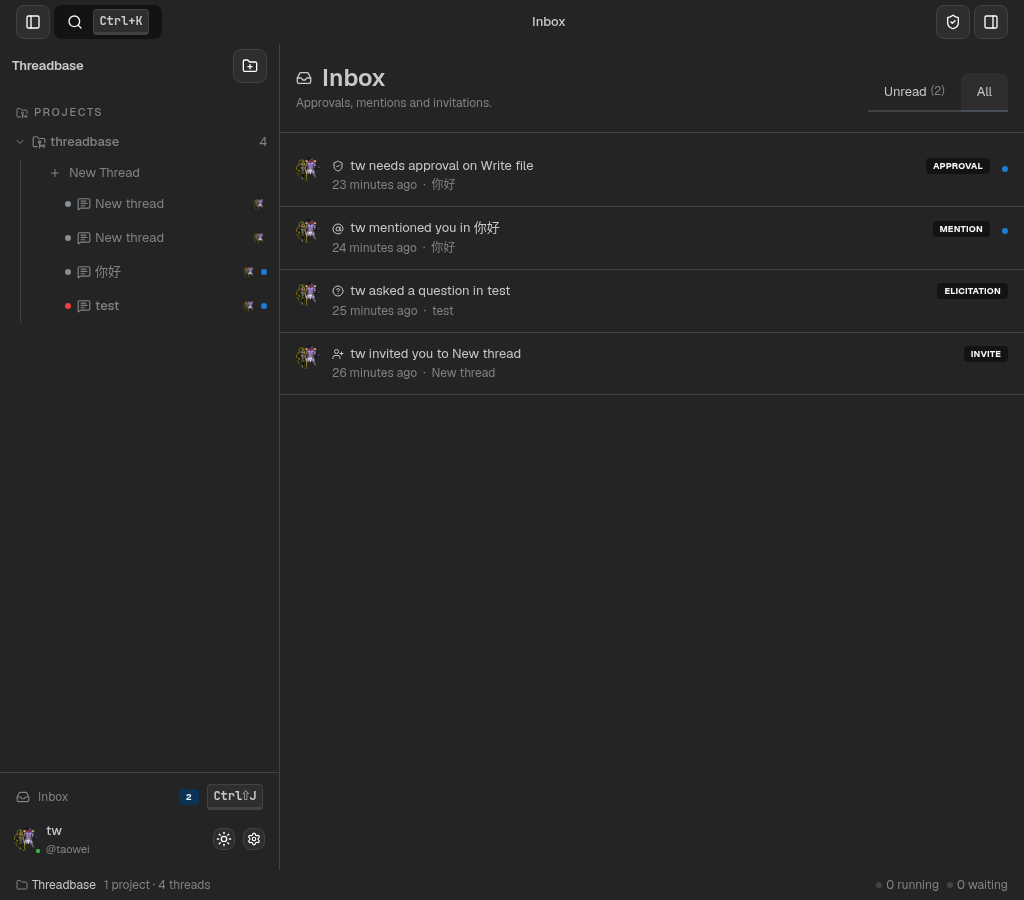 Ctrl+K
Inbox
Threadbase
PROJECTS
threadbase 4
New Thread
New thread
New thread
你好
test
Inbox
Approvals, mentions and invitations.
Unread (2)
All
tw needs approval on Write file
APPROVAL
23 minutes ago · 你好
tw mentioned you in 你好
MENTION
24 minutes ago · 你好
tw asked a question in test
ELICITATION
25 minutes ago · test
tw invited you to New thread
INVITE
26 minutes ago · New thread
Inbox 2 Ctrl⇧J
tw
@taowei
Threadbase 1 project · 4 threads
0 running 0 waiting